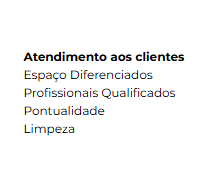 Atendimento aos clientes
Espaço Diferenciados
Profissionais Qualificados
Pontualidade
Limpeza